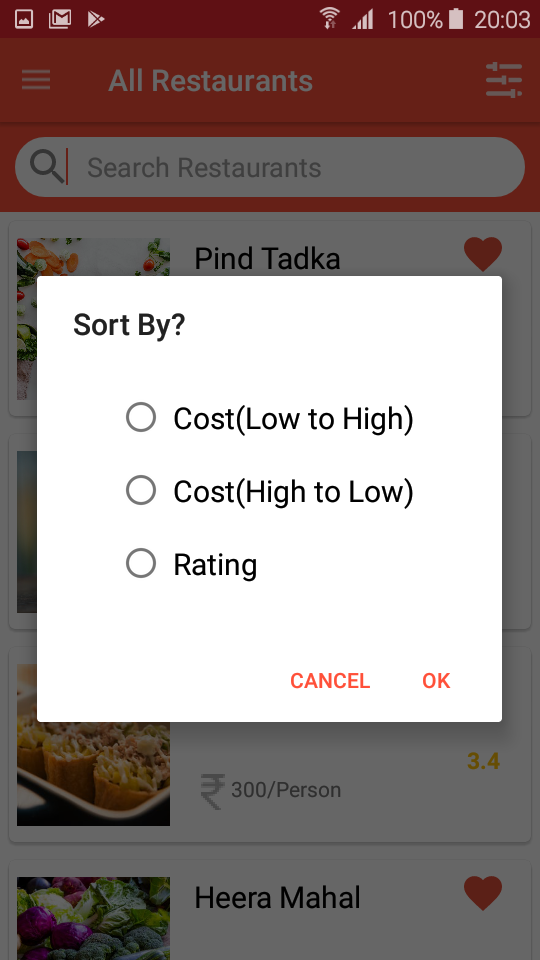 100% 20:03
All Restaurants
Search Restaurants
Pind Tadka
Sort By?
Cost(Low to High)
Cost(High to Low)
Rating
CANCEL OK
3.4
₹ 300/Person
Heera Mahal